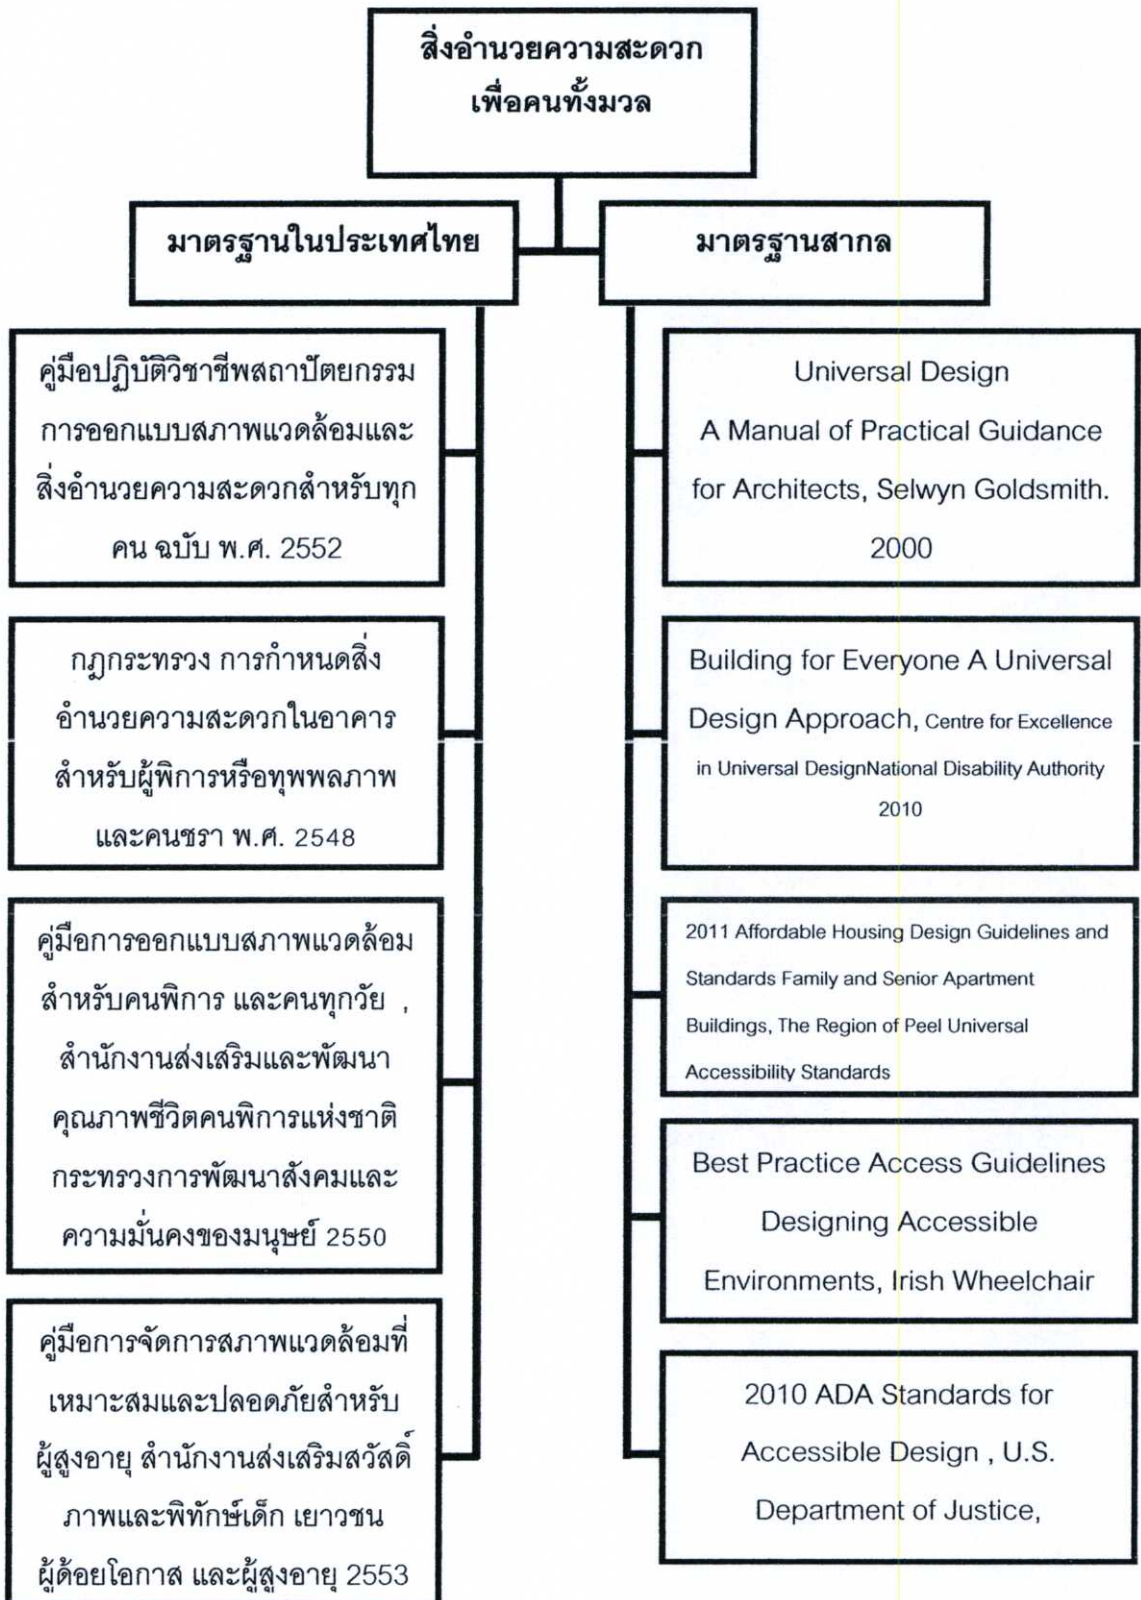 สิ่งอำนวยความสะดวก
เพื่อคนทั้งมวล
มาตรฐานในประเทศไทย
มาตรฐานสากล
คู่มือปฏิบัติวิชาชีพสถาปัตยกรรม
การออกแบบสภาพแวดล้อมและ
สิ่งอำนวยความสะดวกสำหรับทุก
คน ฉบับ พ.ศ. 2552
กฎกระทรวง การกำหนดสิ่ง
อำนวยความสะดวกในอาคาร
สำหรับผู้พิการหรือทุพพลภาพ
และคนชรา พ.ศ. 2548
คู่มือการออกแบบสภาพแวดล้อม
สำหรับคนพิการ และคนทุกวัย ,
สำนักงานส่งเสริมและพัฒนา
คุณภาพชีวิตคนพิการแห่งชาติ
กระทรวงการพัฒนาสังคมและ
ความมั่นคงของมนุษย์ 2550
คู่มือการจัดการสภาพแวดล้อมที่
เหมาะสมและปลอดภัยสำหรับ
ผู้สูงอายุ สำนักงานส่งเสริมสวัสดิ์
ภาพและพิทักษ์เด็ก เยาวชน
ผู้ด้อยโอกาส และผู้สูงอายุ 2553
Universal Design
A Manual of Practical Guidance
for Architects, Selwyn Goldsmith.
2000
Building for Everyone A Universal
Design Approach, Centre for Excellence
in Universal DesignNational Disability Authority
2010
2011 Affordable Housing Design Guidelines and
Standards Family and Senior Apartment
Buildings, The Region of Peel Universal
Accessibility Standards
Best Practice Access Guidelines
Designing Accessible
Environments, Irish Wheelchair
2010 ADA Standards for
Accessible Design , U.S.
Department of Justice,